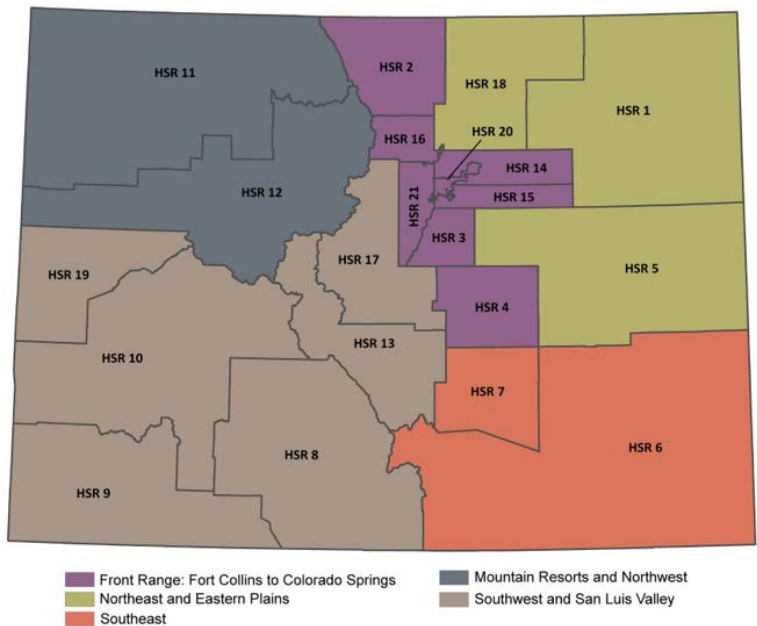 HSR 11
HSR 2
HSR 18
HSR 1
HSR 16
HSR 20
HSR 14
HSR 12
HSR 21
HSR 15
HSR 3
HSR 17
HSR 19
HSR 5
HSR 4
HSR 13
HSR 10
HSR 7
HSR 6
HSR 8
HSR 9
Front Range: Fort Collins to Colorado Springs
Northeast and Eastern Plains
Southeast
Mountain Resorts and Northwest
Southwest and San Luis Valley